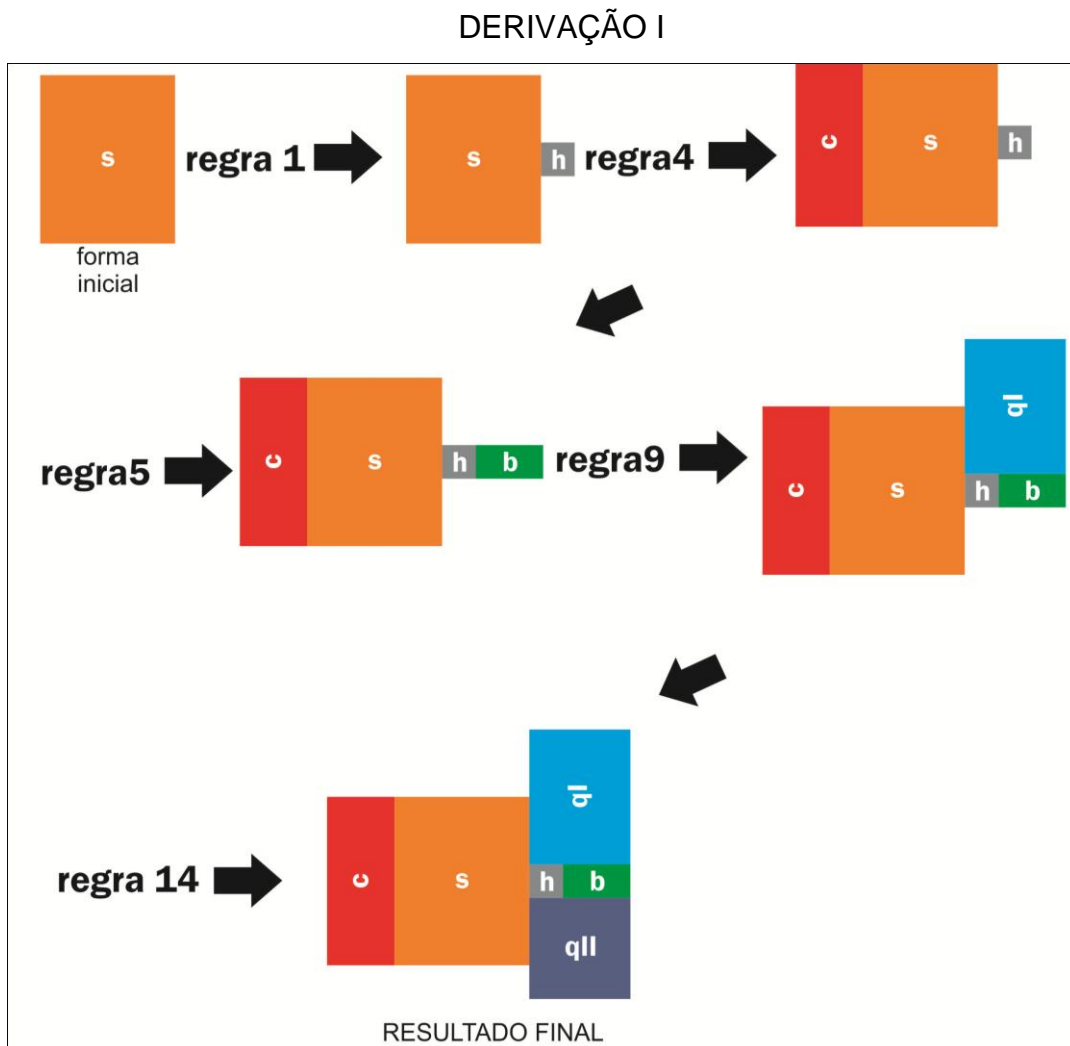 DERIVAÇÃO I
s
regra 1
s
h
regra4
c
s
h
forma
inicial
regra5
c
s
h
b
regra9
qI
c
s
h
b
regra 14
qI
c
s
h
b
qII
RESULTADO FINAL